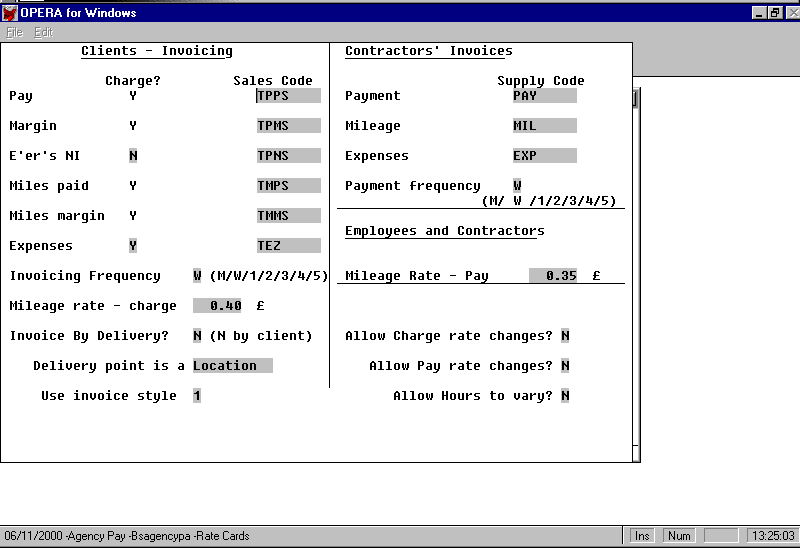 OPERA for Windows
File Edit
Clients - Invoicing
Charge? Sales Code
Pay Y TPPS
Margin Y TPMS
E'er's NI N TPNS
Miles paid Y TMPS
Miles margin Y TMMS
Expenses Y TEZ
Invoicing Frequency W (M/W/1/2/3/4/5)
Mileage rate - charge 0.40 £
Invoice By Delivery? N (N by client)
Delivery point is a Location
Use invoice style 1
Contractors' Invoices
Supply Code
Payment PAY
Mileage MIL
Expenses EXP
Payment frequency W
(M/ W /1/2/3/4/5)
Employees and Contractors
Mileage Rate - Pay 0.35 £
Allow Charge rate changes? N
Allow Pay rate changes? N
Allow Hours to vary? N
06/11/2000 -Agency Pay -Bsagencypa -Rate Cards Ins Num 13:25:03